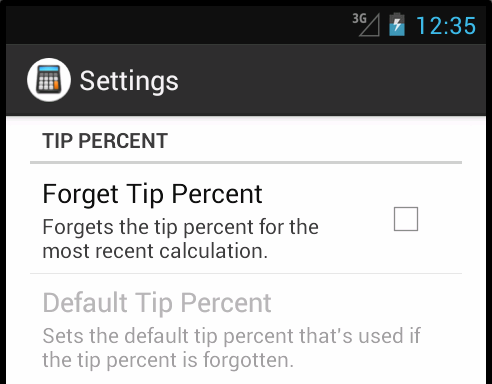 3G 12:35
Settings
TIP PERCENT
Forget Tip Percent
Forgets the tip percent for the
most recent calculation.
Default Tip Percent
Sets the default tip percent that's used if
the tip percent is forgotten.